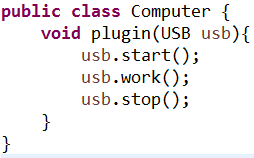 public class Computer {
    void plugin(USB usb){
        usb.start();
        usb.work();
        usb.stop();
    }
}